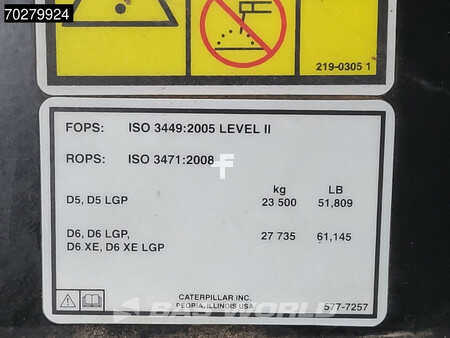 70279924
219-0305 1
FOPS: ISO 3449:2005 LEVEL II
ROPS: ISO 3471:2008
kg LB
D5, D5 LGP 23 500 51,809
D6, D6 LGP, 27 735 61,145
D6 XE, D6 XE LGP
CATERPILLAR INC.
PEORIA, ILLINOIS USA
577-7257
BAS WORLD